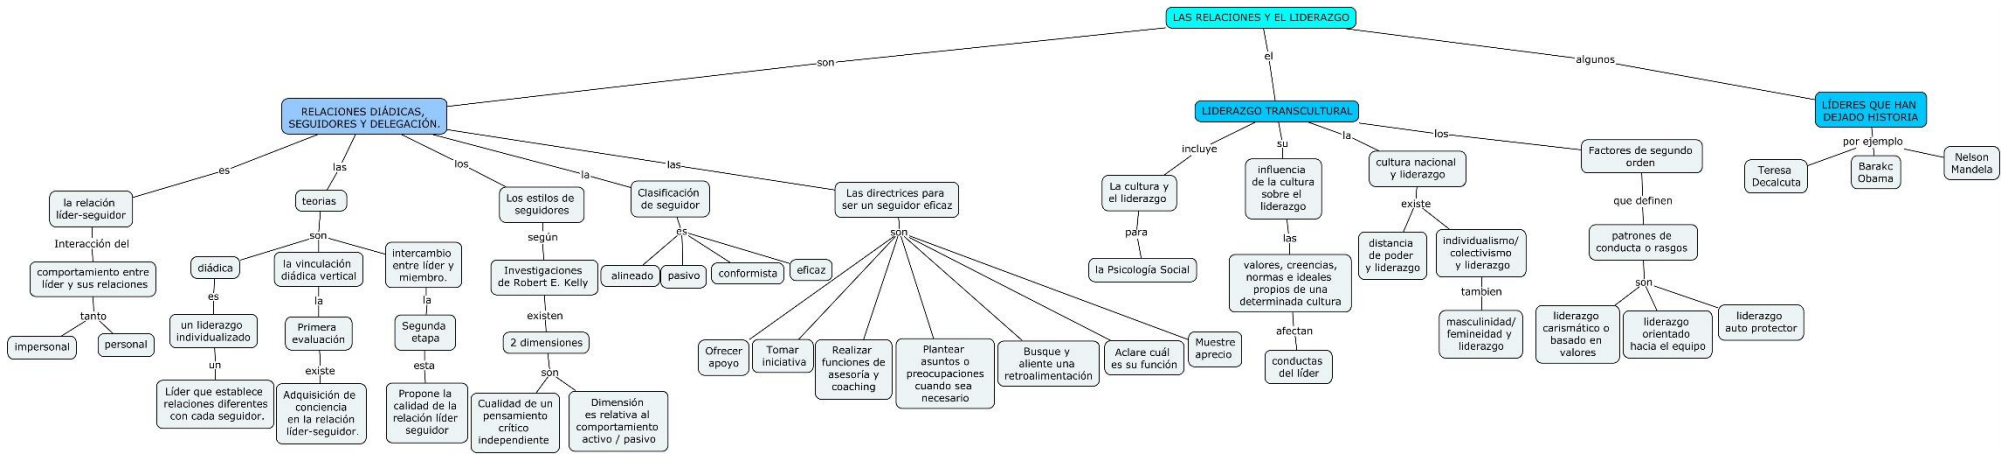 LAS RELACIONES Y EL LIDERAZGO
son
el
algunos
RELACIONES DIÁDICAS,
SEGUIDORES Y DELEGACIÓN.
LIDERAZGO TRANSCULTURAL
LÍDERES QUE HAN
DEJADO HISTORIA
es
las
los
la
las
incluye
su
la
los
por ejemplo
la relación
líder-seguidor
teorias
Los estilos de
seguidores
Clasificación
de seguidor
Las directrices para
ser un seguidor eficaz
La cultura y
el liderazgo
influencia
de la cultura
sobre el
liderazgo
cultura nacional
y liderazgo
Factores de segundo
orden
Teresa
Decalcuta
Barakc
Obama
Nelson
Mandela
Interacción del
comportamiento entre
líder y sus relaciones
tanto
impersonal
personal
son
diádica
la vinculación
diádica vertical
intercambio
entre líder y
miembro.
es
un liderazgo
individualizado
un
Líder que establece
relaciones diferentes
con cada seguidor.
la
Primera
evaluación
existe
Adquisición de
conciencia
en la relación
líder-seguidor.
la
Segunda
etapa
esta
Propone la
calidad de la
relación líder
seguidor
según
Investigaciones
de Robert E. Kelly
existen
2 dimensiones
son
Cualidad de un
pensamiento
crítico
independiente
Dimensión
es relativa al
comportamiento
activo / pasivo
es
alineado
pasivo
conformista
eficaz
son
Ofrecer
apoyo
Tomar
iniciativa
Realizar
funciones de
asesoría y
coaching
Plantear
asuntos o
preocupaciones
cuando sea
necesario
Busque y
aliente una
retroalimentación
Aclare cuál
es su función
Muestre
aprecio
para
la Psicología Social
las
valores, creencias,
normas e ideales
propios de una
determinada cultura
afectan
conductas
del líder
existe
distancia
de poder
y liderazgo
individualismo/
colectivismo
y liderazgo
tambien
masculinidad/
femineidad y
liderazgo
que definen
patrones de
conducta o rasgos
son
liderazgo
carismático o
basado en
valores
liderazgo
orientado
hacia el equipo
liderazgo
auto protector